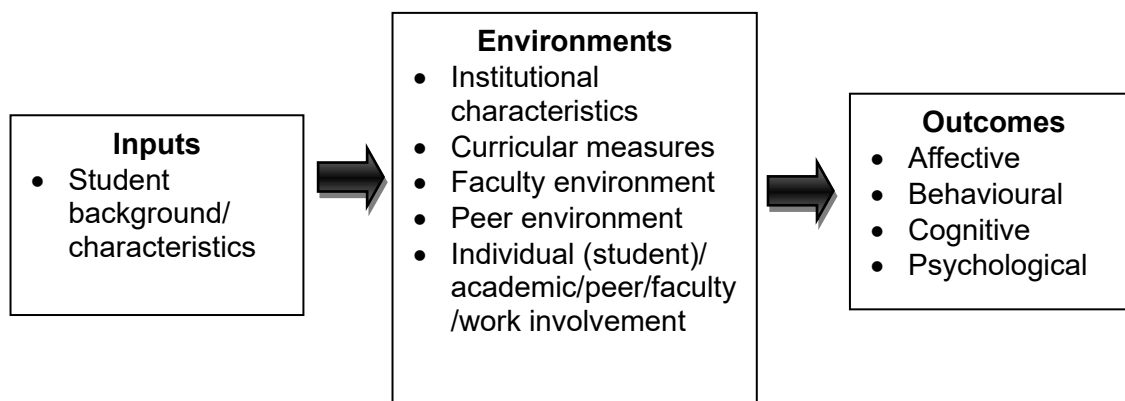 Inputs
• Student
background/
characteristics
Environments
• Institutional
characteristics
• Curricular measures
• Faculty environment
• Peer environment
• Individual (student)/
academic/peer/faculty
/work involvement
Outcomes
• Affective
• Behavioural
• Cognitive
• Psychological